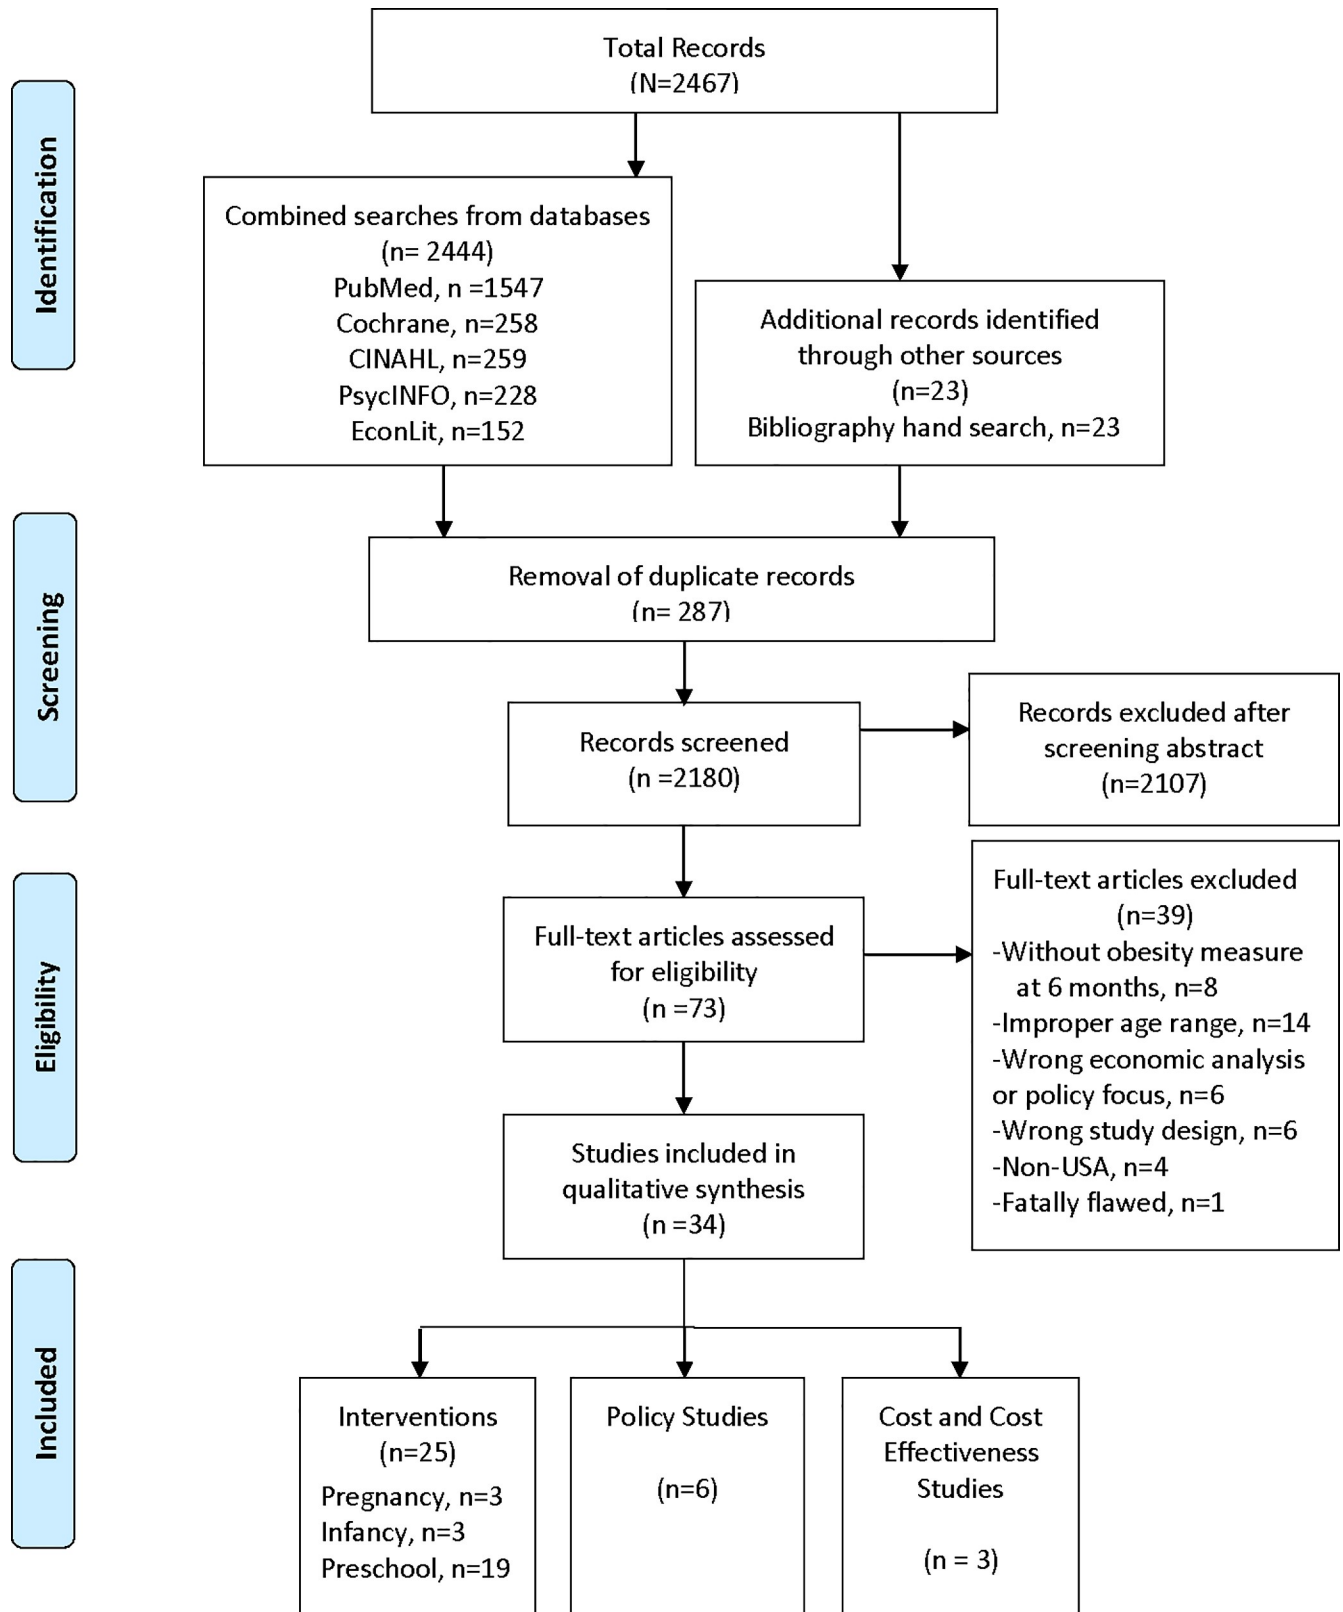 Total Records
(N=2467)
Identification
Combined searches from databases
(n= 2444)
PubMed, n =1547
Cochrane, n=258
CINAHL, n=259
PsycINFO, n=228
EconLit, n=152
Additional records identified
through other sources
(n=23)
Bibliography hand search, n=23
Screening
Removal of duplicate records
(n= 287)
Records screened
(n =2180)
Records excluded after
screening abstract
(n=2107)
Eligibility
Full-text articles assessed
for eligibility
(n =73)
Full-text articles excluded
(n=39)
-Without obesity measure
at 6 months, n=8
-Improper age range, n=14
-Wrong economic analysis
or policy focus, n=6
-Wrong study design, n=6
-Non-USA, n=4
-Fatally flawed, n=1
Studies included in
qualitative synthesis
(n =34)
Included
Interventions
(n=25)
Pregnancy, n=3
Infancy, n=3
Preschool, n=19
Policy Studies
(n=6)
Cost and Cost
Effectiveness
Studies
(n = 3)